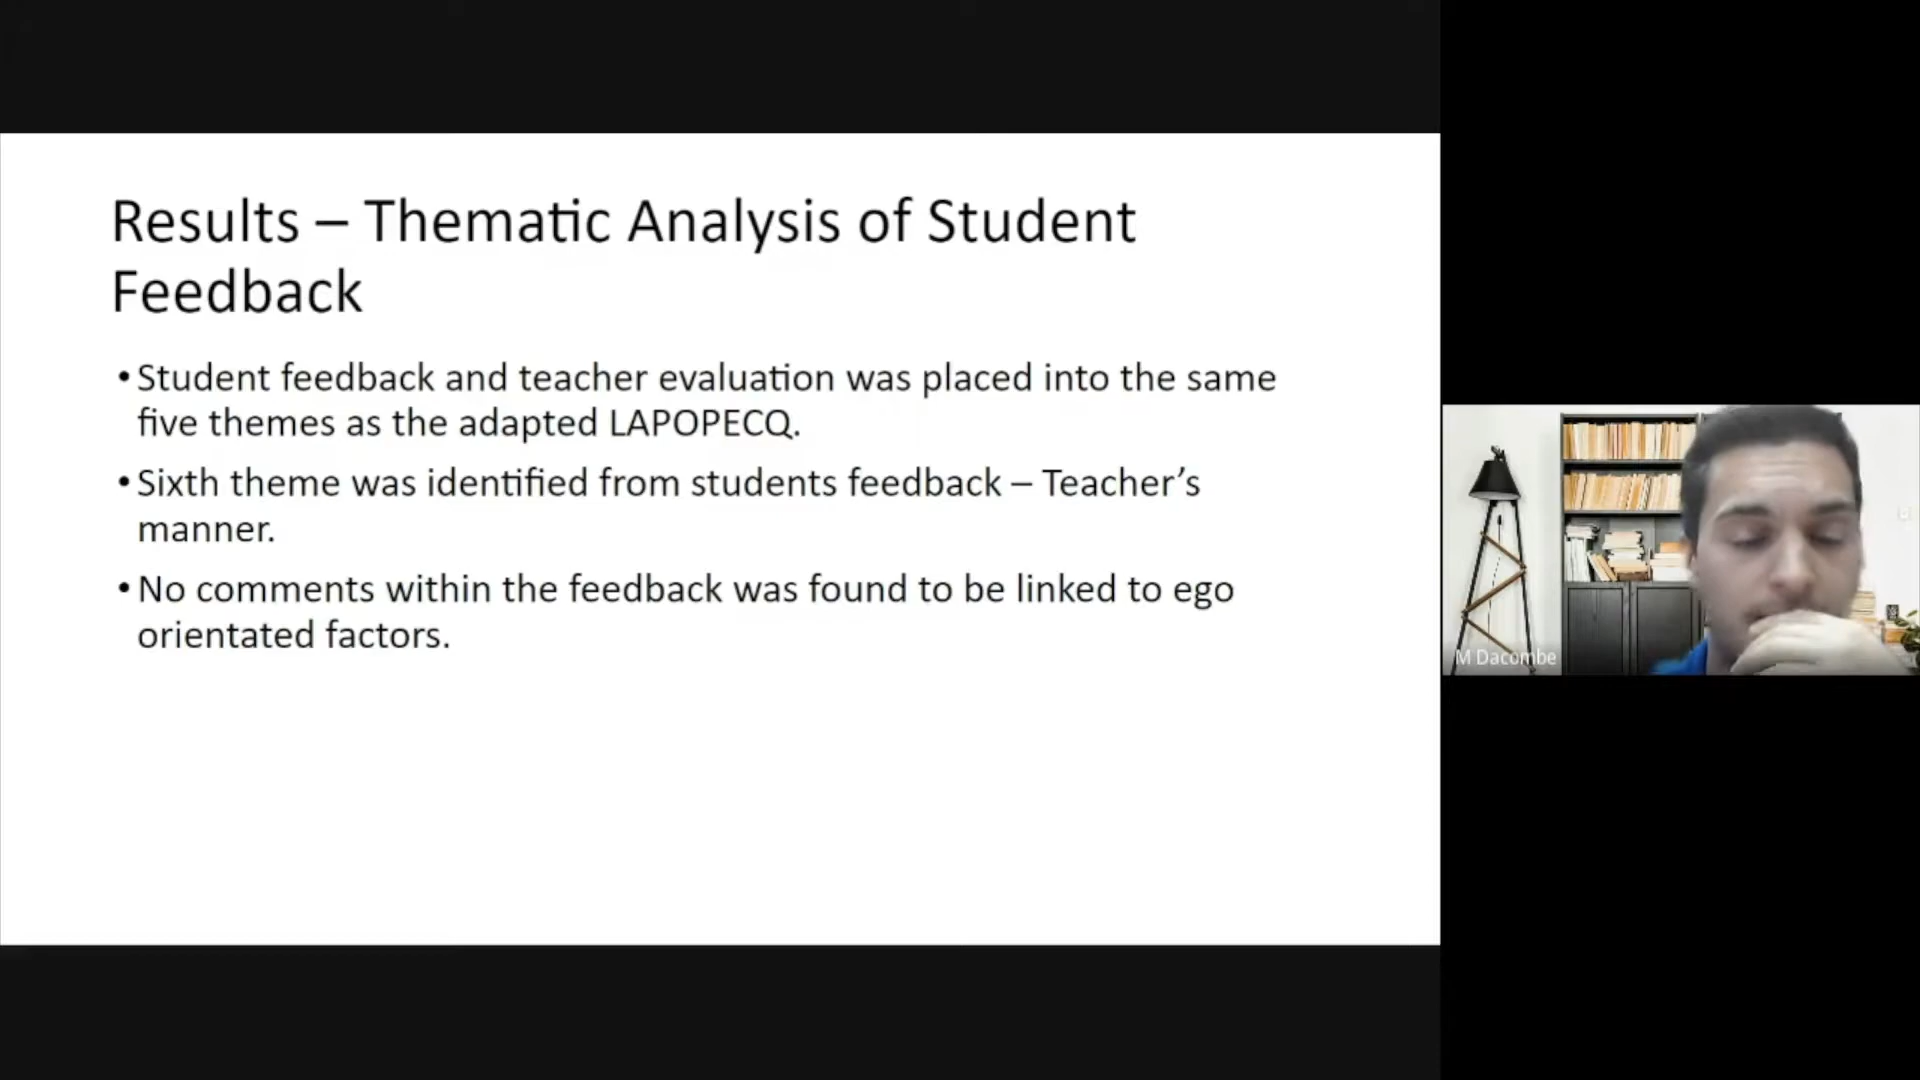 Results – Thematic Analysis of Student
Feedback
•Student feedback and teacher evaluation was placed into the same
five themes as the adapted LAPOPECQ.
•Sixth theme was identified from students feedback – Teacher’s
manner.
•No comments within the feedback was found to be linked to ego
orientated factors.
M Dacombe